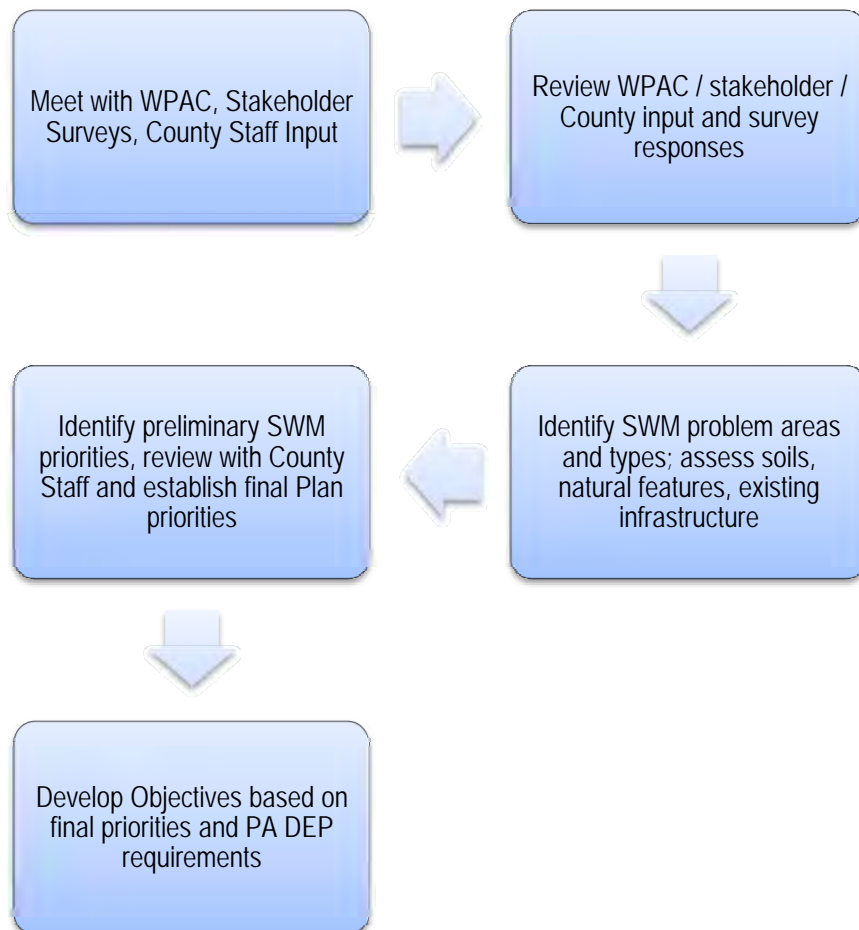 Meet with WPAC, Stakeholder
Surveys, County Staff Input
Review WPAC / stakeholder /
County input and survey
responses
Identify SWM problem areas
and types; assess soils,
natural features, existing
infrastructure
Identify preliminary SWM
priorities, review with County
Staff and establish final Plan
priorities
Develop Objectives based on
final priorities and PA DEP
requirements